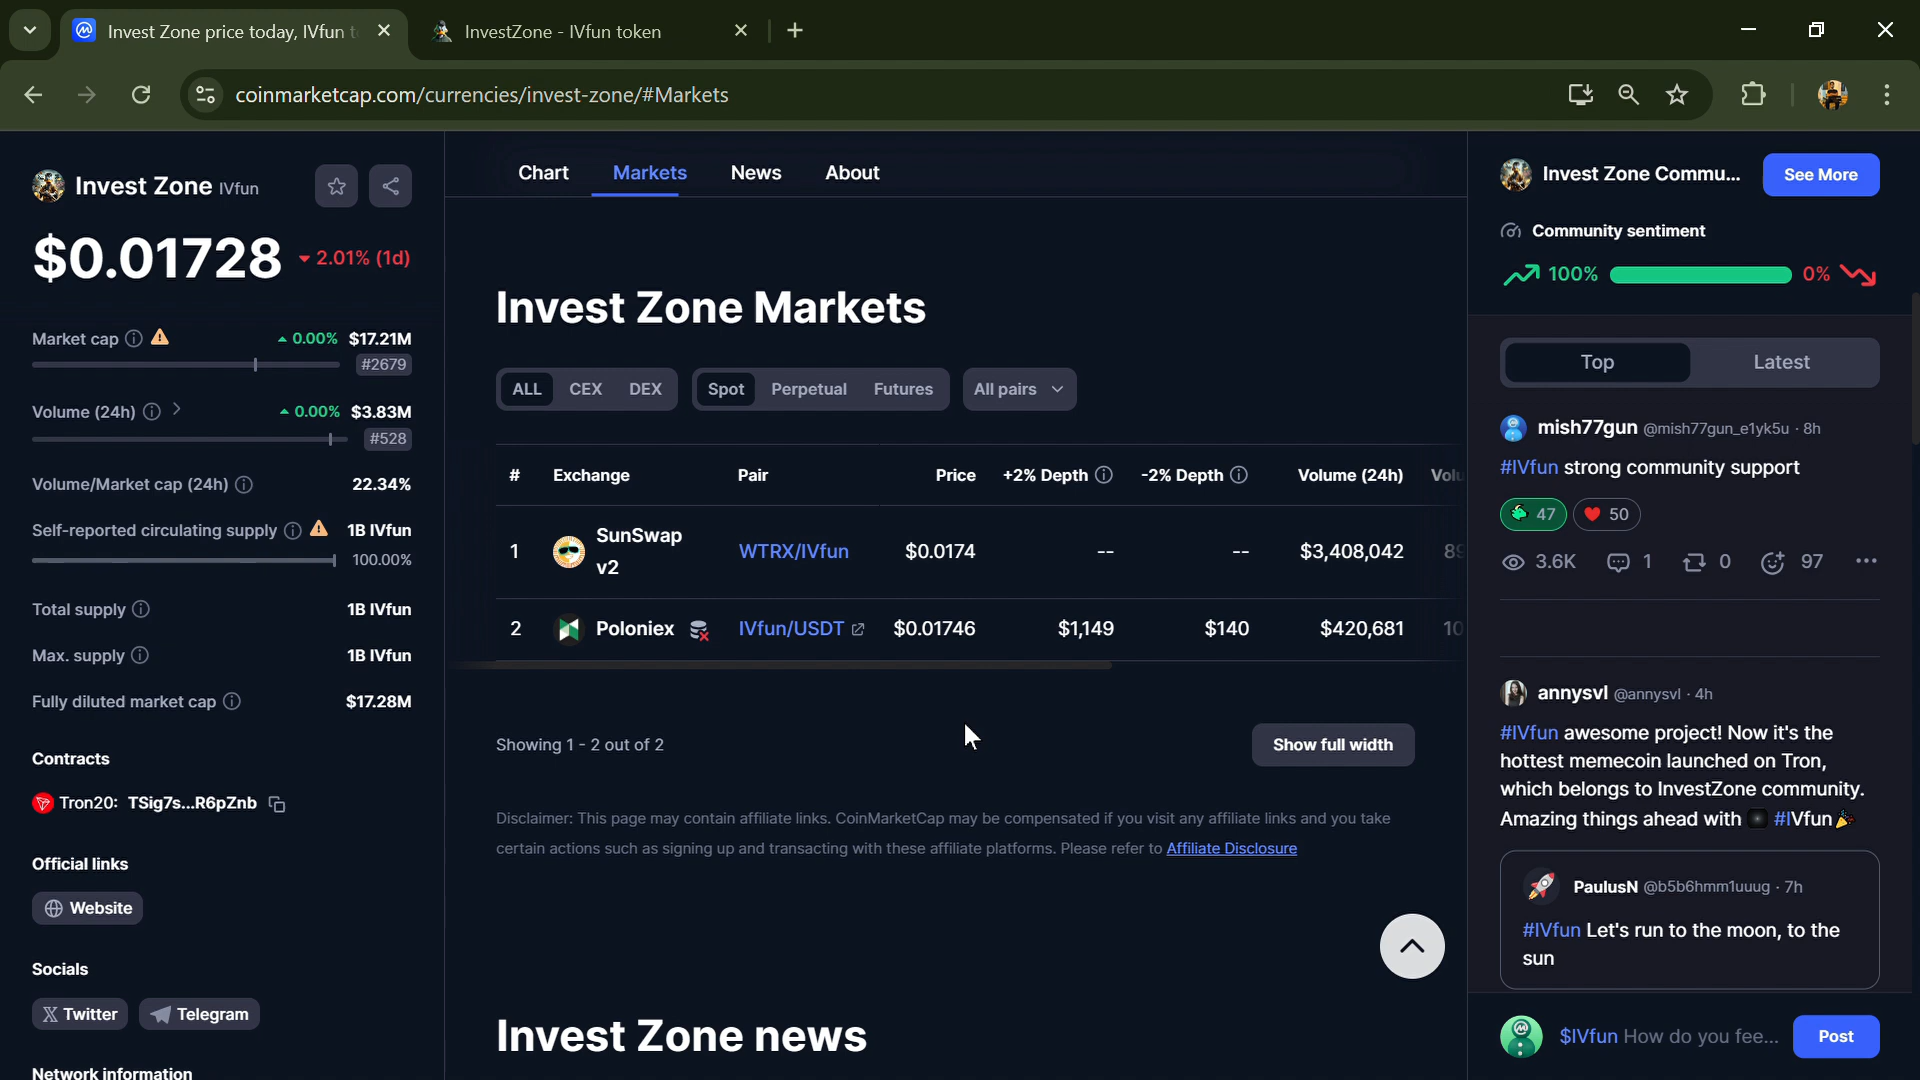 Invest Zone price today, IVfun t
InvestZone - IVfun token
coinmarketcap.com/currencies/invest-zone/#Markets
Invest Zone IVfun
$0.01728 2.01% (1d)
Market cap 0.00% $17.21M
#2679
Volume (24h) 0.00% $3.83M
#528
Volume/Market cap (24h) 22.34%
Self-reported circulating supply 1B IVfun
100.00%
Total supply 1B IVfun
Max. supply 1B IVfun
Fully diluted market cap $17.28M
Contracts
Tron20: TSig7s...R6pZnb
Official links
Website
Socials
Twitter Telegram
Network information
Chart Markets News About
Invest Zone Markets
ALL CEX DEX Spot Perpetual Futures All pairs
# Exchange Pair Price +2% Depth -2% Depth Volume (24h) Volu
1 SunSwap v2 WTRX/IVfun $0.0174 -- -- $3,408,042 89
2 Poloniex IVfun/USDT $0.01746 $1,149 $140 $420,681 10
Showing 1 - 2 out of 2
Show full width
Disclaimer: This page may contain affiliate links. CoinMarketCap may be compensated if you visit any affiliate links and you take
certain actions such as signing up and transacting with these affiliate platforms. Please refer to Affiliate Disclosure
Invest Zone news
Invest Zone Commu... See More
Community sentiment
100% 0%
Top Latest
mish77gun @mish77gun_e1yk5u · 8h
#IVfun strong community support
47 50
3.6K 1 0 97
annysvl @annysvl · 4h
#IVfun awesome project! Now it's the
hottest memecoin launched on Tron,
which belongs to InvestZone community.
Amazing things ahead with #IVfun🎉
PaulusN @b5b6hmm1uuug · 7h
#IVfun Let's run to the moon, to the
sun
$IVfun How do you fee... Post